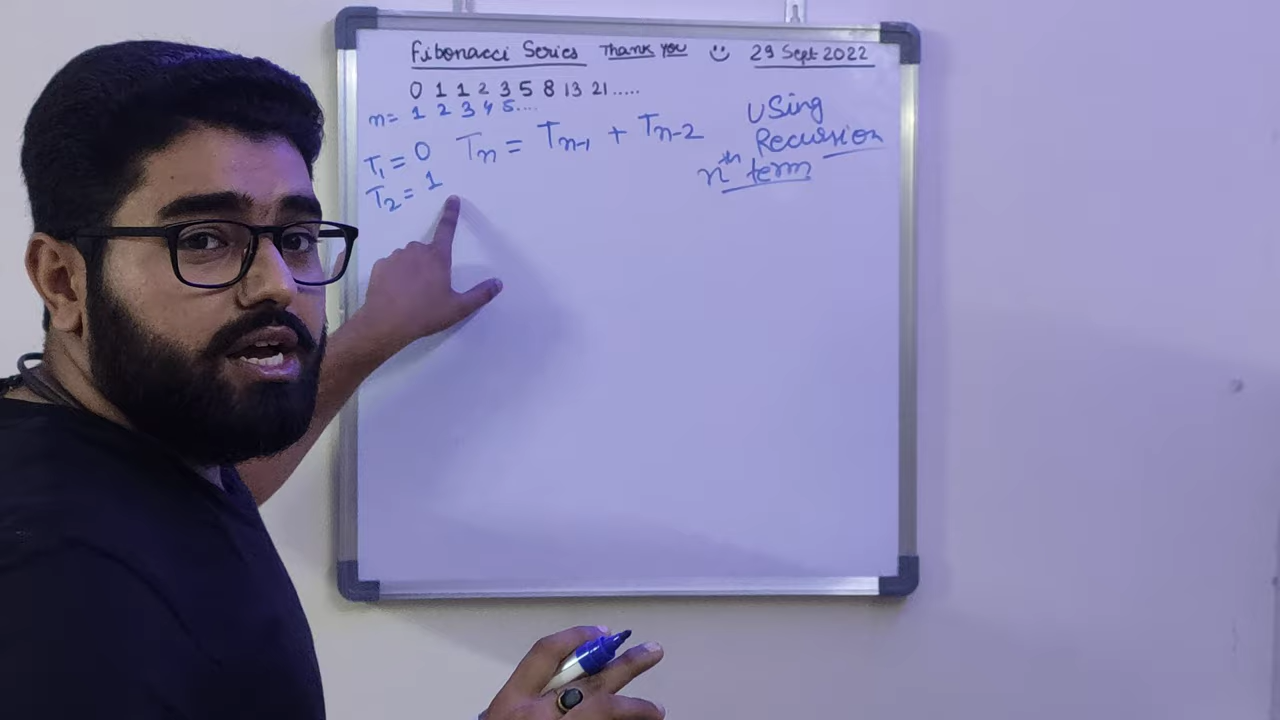 Fibonacci Series Thank you 29 Sept 2022
0 1 1 2 3 5 8 13 21.....
n= 1 2 3 4 5....
Tn = Tn-1 + Tn-2
T1 = 0
T2 = 1
Using
Recursion
nth term